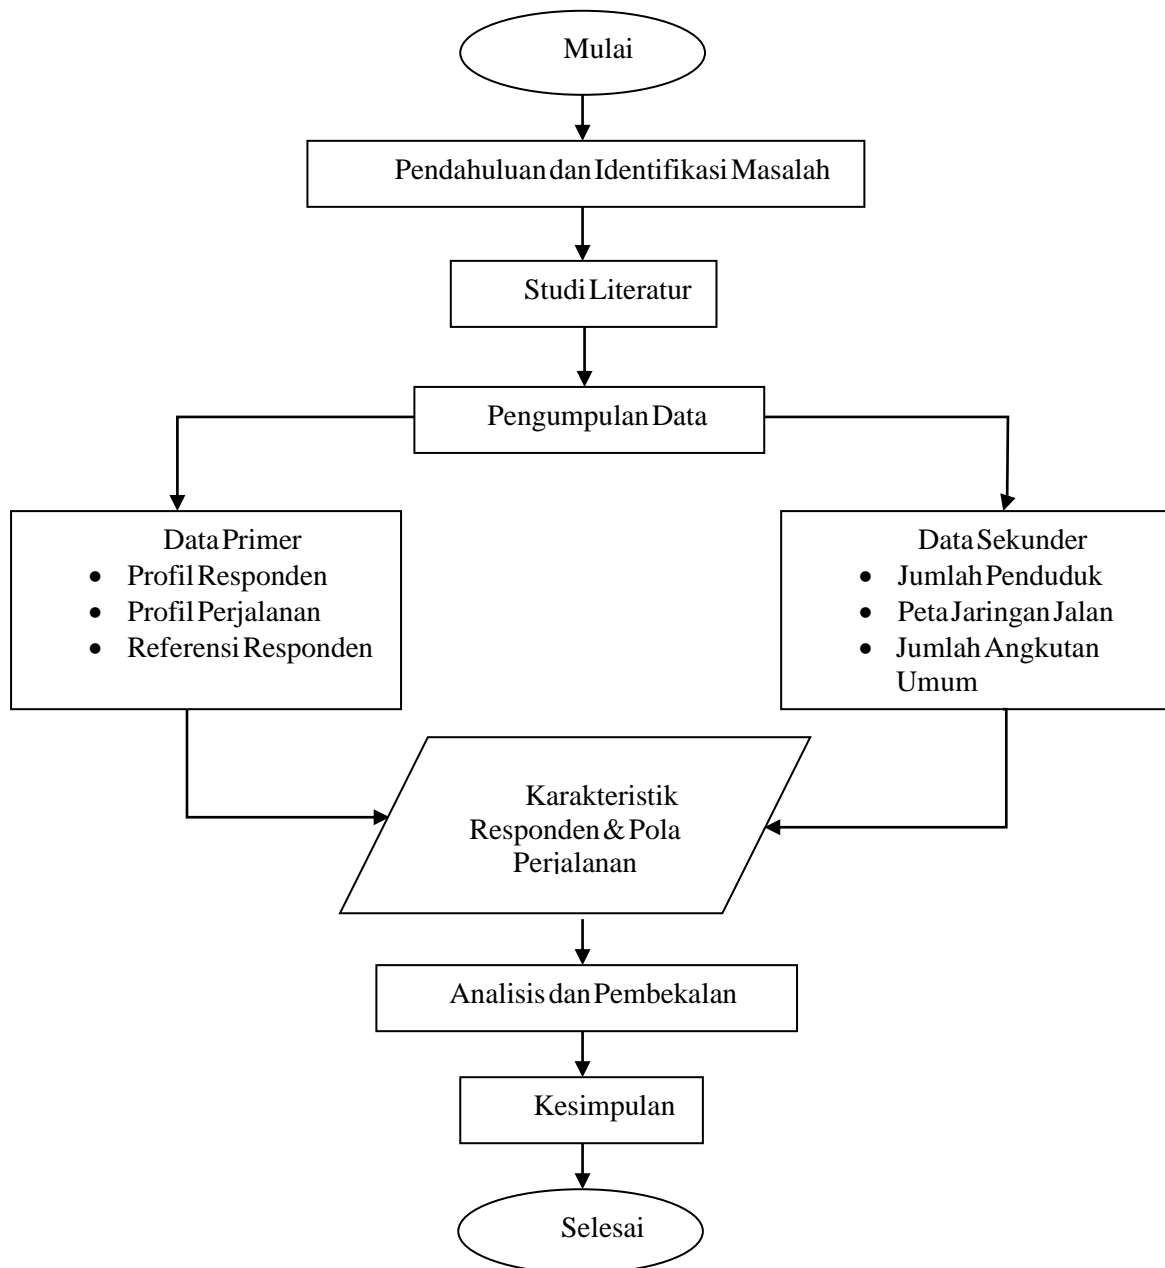 Mulai
Pendahuluan dan Identifikasi Masalah
Studi Literatur
Pengumpulan Data
Data Primer
• Profil Responden
• Profil Perjalanan
• Referensi Responden
Data Sekunder
• Jumlah Penduduk
• Peta Jaringan Jalan
• Jumlah Angkutan
Umum
Karakteristik
Responden & Pola
Perjalanan
Analisis dan Pembekalan
Kesimpulan
Selesai